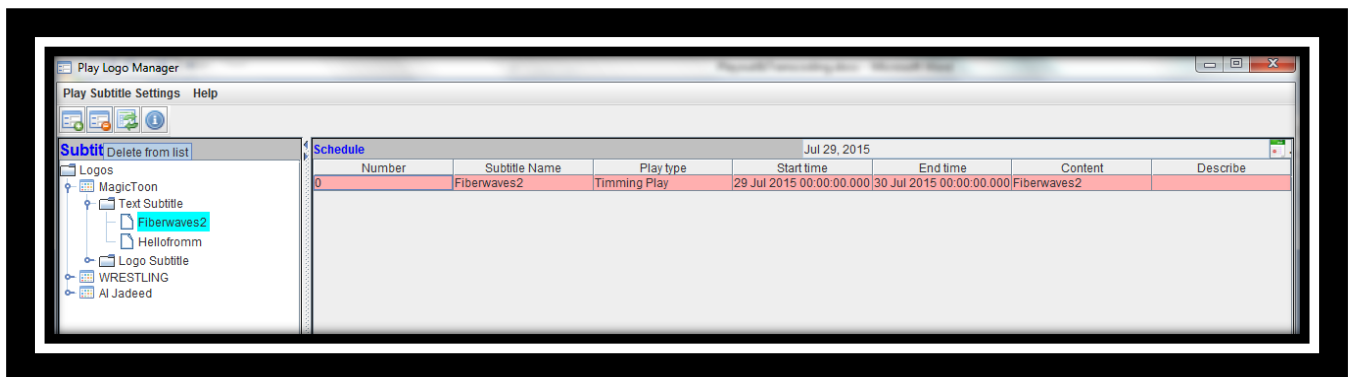 Play Logo Manager
Play Subtitle Settings Help
Subtit Delete from list
Schedule Jul 29, 2015
Number Subtitle Name Play type Start time End time Content Describe
0 Fiberwaves2 Timming Play 29 Jul 2015 00:00:00.000 30 Jul 2015 00:00:00.000 Fiberwaves2
Logos
MagicToon
Text Subtitle
Fiberwaves2
Hellofromm
Logo Subtitle
WRESTLING
Al Jadeed